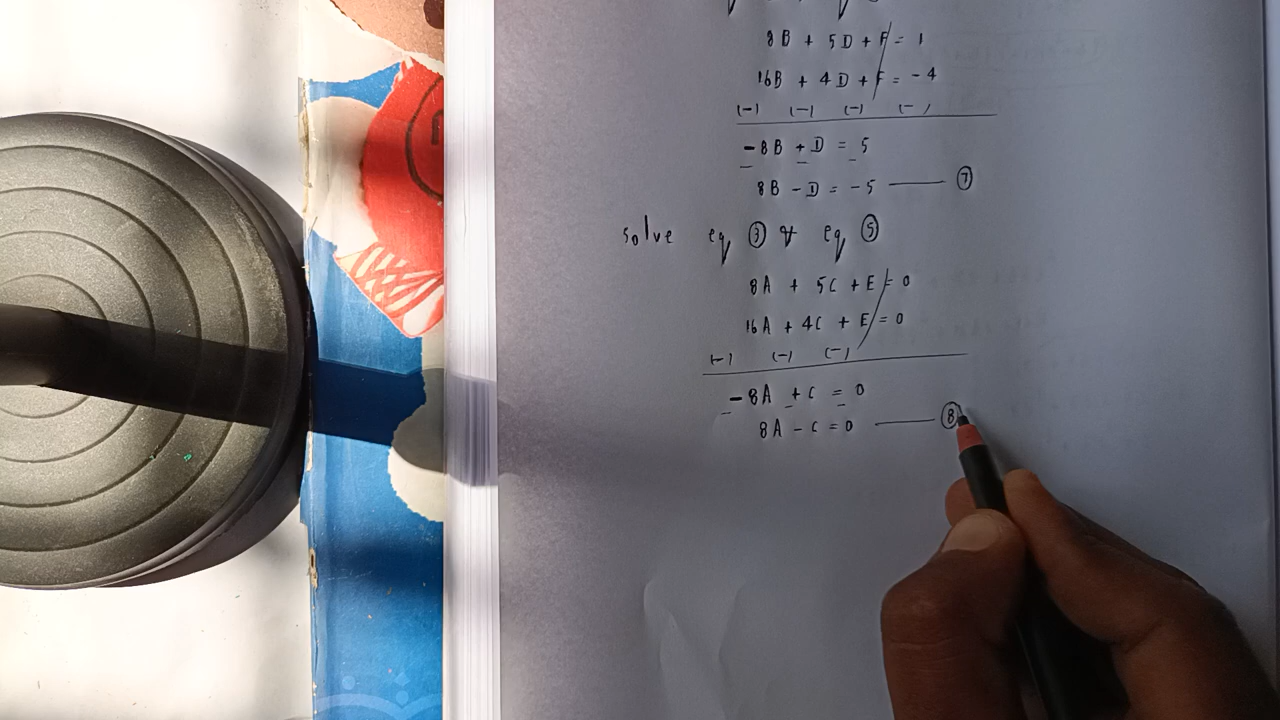 8B + 5D + F = 1
16B + 4D + F = -4
(-) (-) (-) (-)
-8B + D = 5
8B - D = -5 —— ⑦
solve eq ③ & eq ⑤
8A + 5C + E = 0
16A + 4C + E = 0
(-) (-) (-)
-8A + C = 0
8A - C = 0 —— ⑧